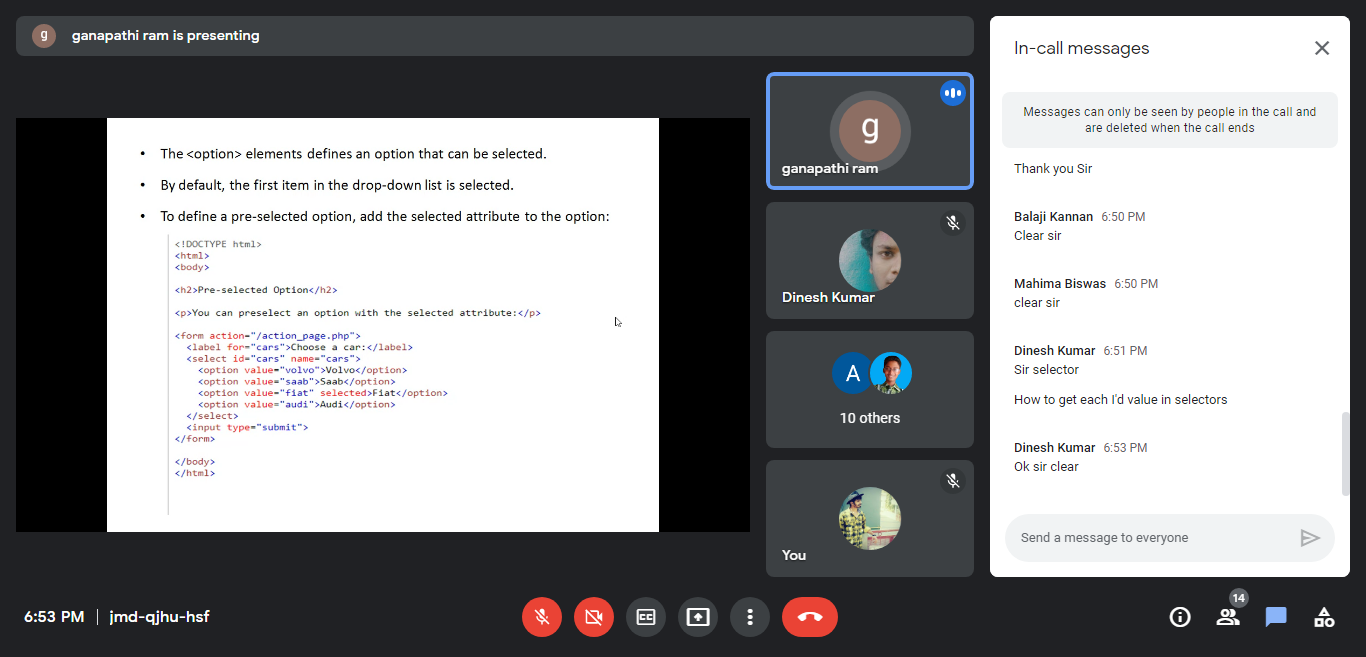 g
ganapathi ram is presenting
• The <option> elements defines an option that can be selected.
• By default, the first item in the drop-down list is selected.
• To define a pre-selected option, add the selected attribute to the option:
<!DOCTYPE html>
<html>
<body>
<h2>Pre-selected Option</h2>
<p>You can preselect an option with the selected attribute:</p>
<form action="/action_page.php">
<label for="cars">Choose a car:</label>
<select id="cars" name="cars">
<option value="volvo">Volvo</option>
<option value="saab">Saab</option>
<option value="fiat" selected>Fiat</option>
<option value="audi">Audi</option>
</select>
<input type="submit">
</form>
</body>
</html>
g
ganapathi ram
Dinesh Kumar
A
10 others
You
In-call messages
Messages can only be seen by people in the call and
are deleted when the call ends
Thank you Sir
Balaji Kannan 6:50 PM
Clear sir
Mahima Biswas 6:50 PM
clear sir
Dinesh Kumar 6:51 PM
Sir selector
How to get each I'd value in selectors
Dinesh Kumar 6:53 PM
Ok sir clear
Send a message to everyone
6:53 PM | jmd-qjhu-hsf
14